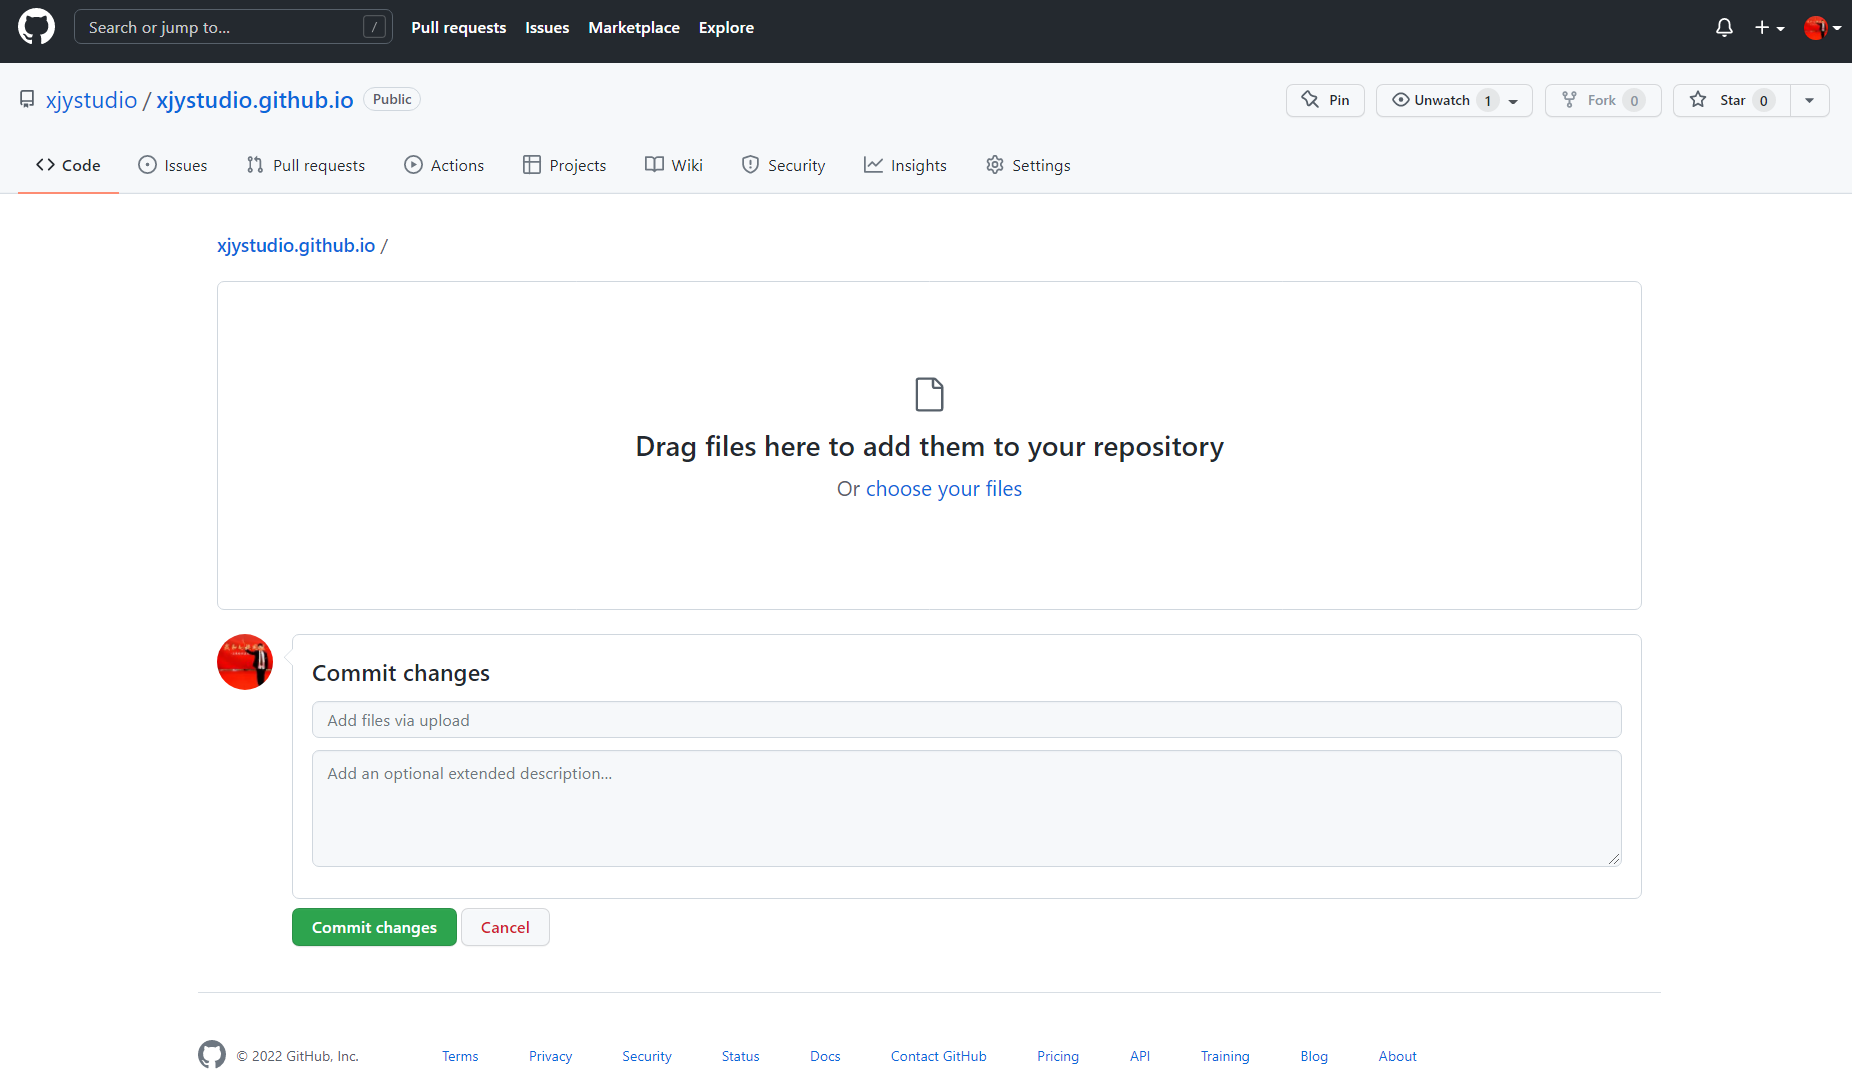 Search or jump to... / Pull requests Issues Marketplace Explore
xjystudio / xjystudio.github.io Public Pin Unwatch 1 Fork 0 Star 0
Code Issues Pull requests Actions Projects Wiki Security Insights Settings
xjystudio.github.io /
Drag files here to add them to your repository
Or choose your files
Commit changes
Add files via upload
Add an optional extended description...
Commit changes Cancel
© 2022 GitHub, Inc. Terms Privacy Security Status Docs Contact GitHub Pricing API Training Blog About